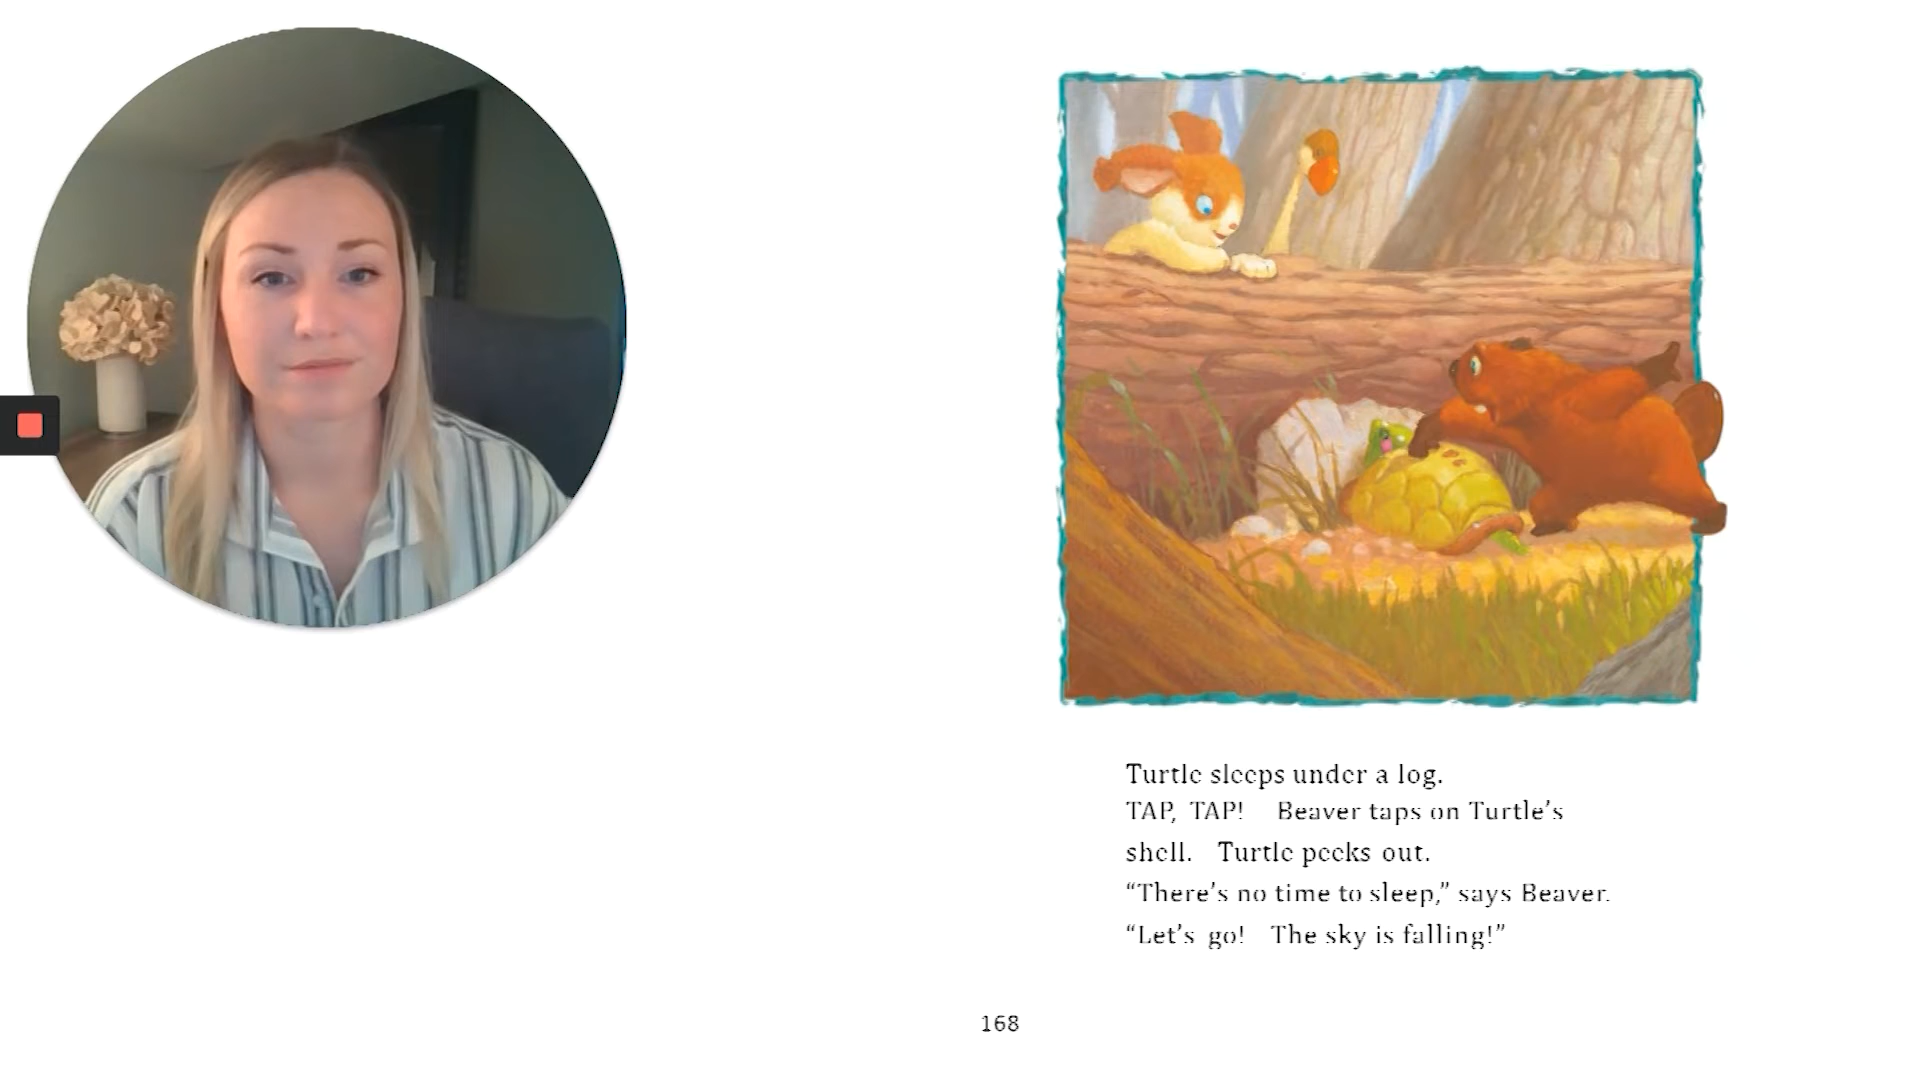 Turtle sleeps under a log.
TAP, TAP! Beaver taps on Turtle’s
shell. Turtle peeks out.
“There’s no time to sleep,” says Beaver.
“Let’s go! The sky is falling!”
168